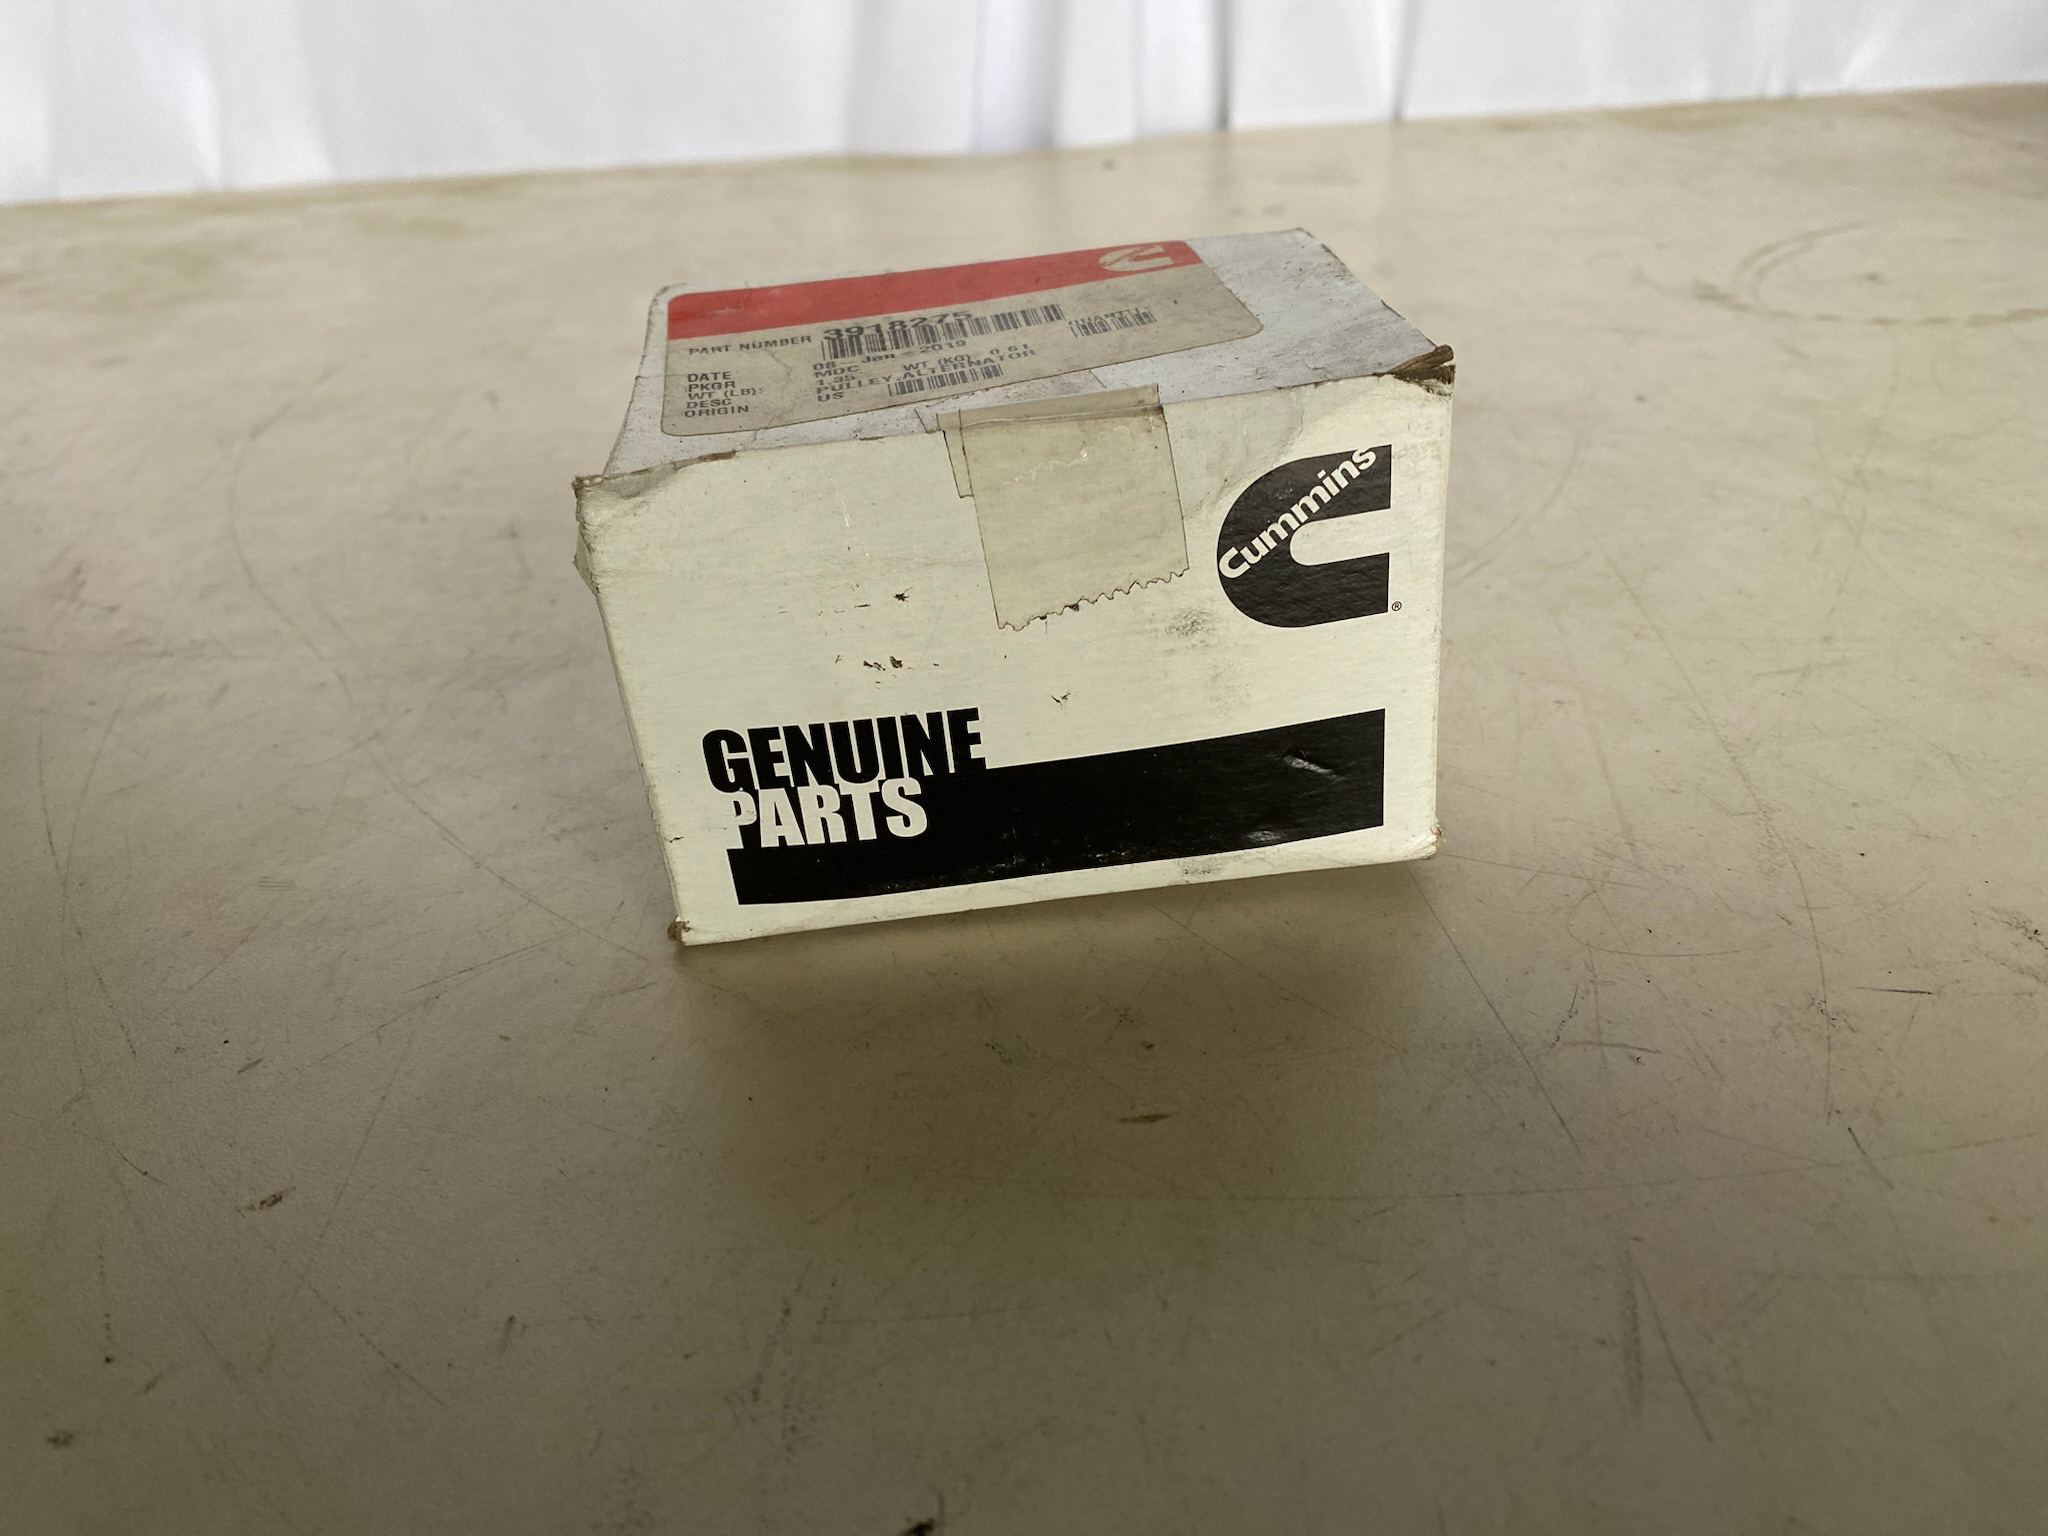 PART NUMBER 3918275
QUANTITY
DATE 08-Jan-2019
PKGR MDC WT (KG): 0.61
WT (LB): 1.35
DESC PULLEY,ALTERNATOR
ORIGIN US
Cummins
®
GENUINE
PARTS